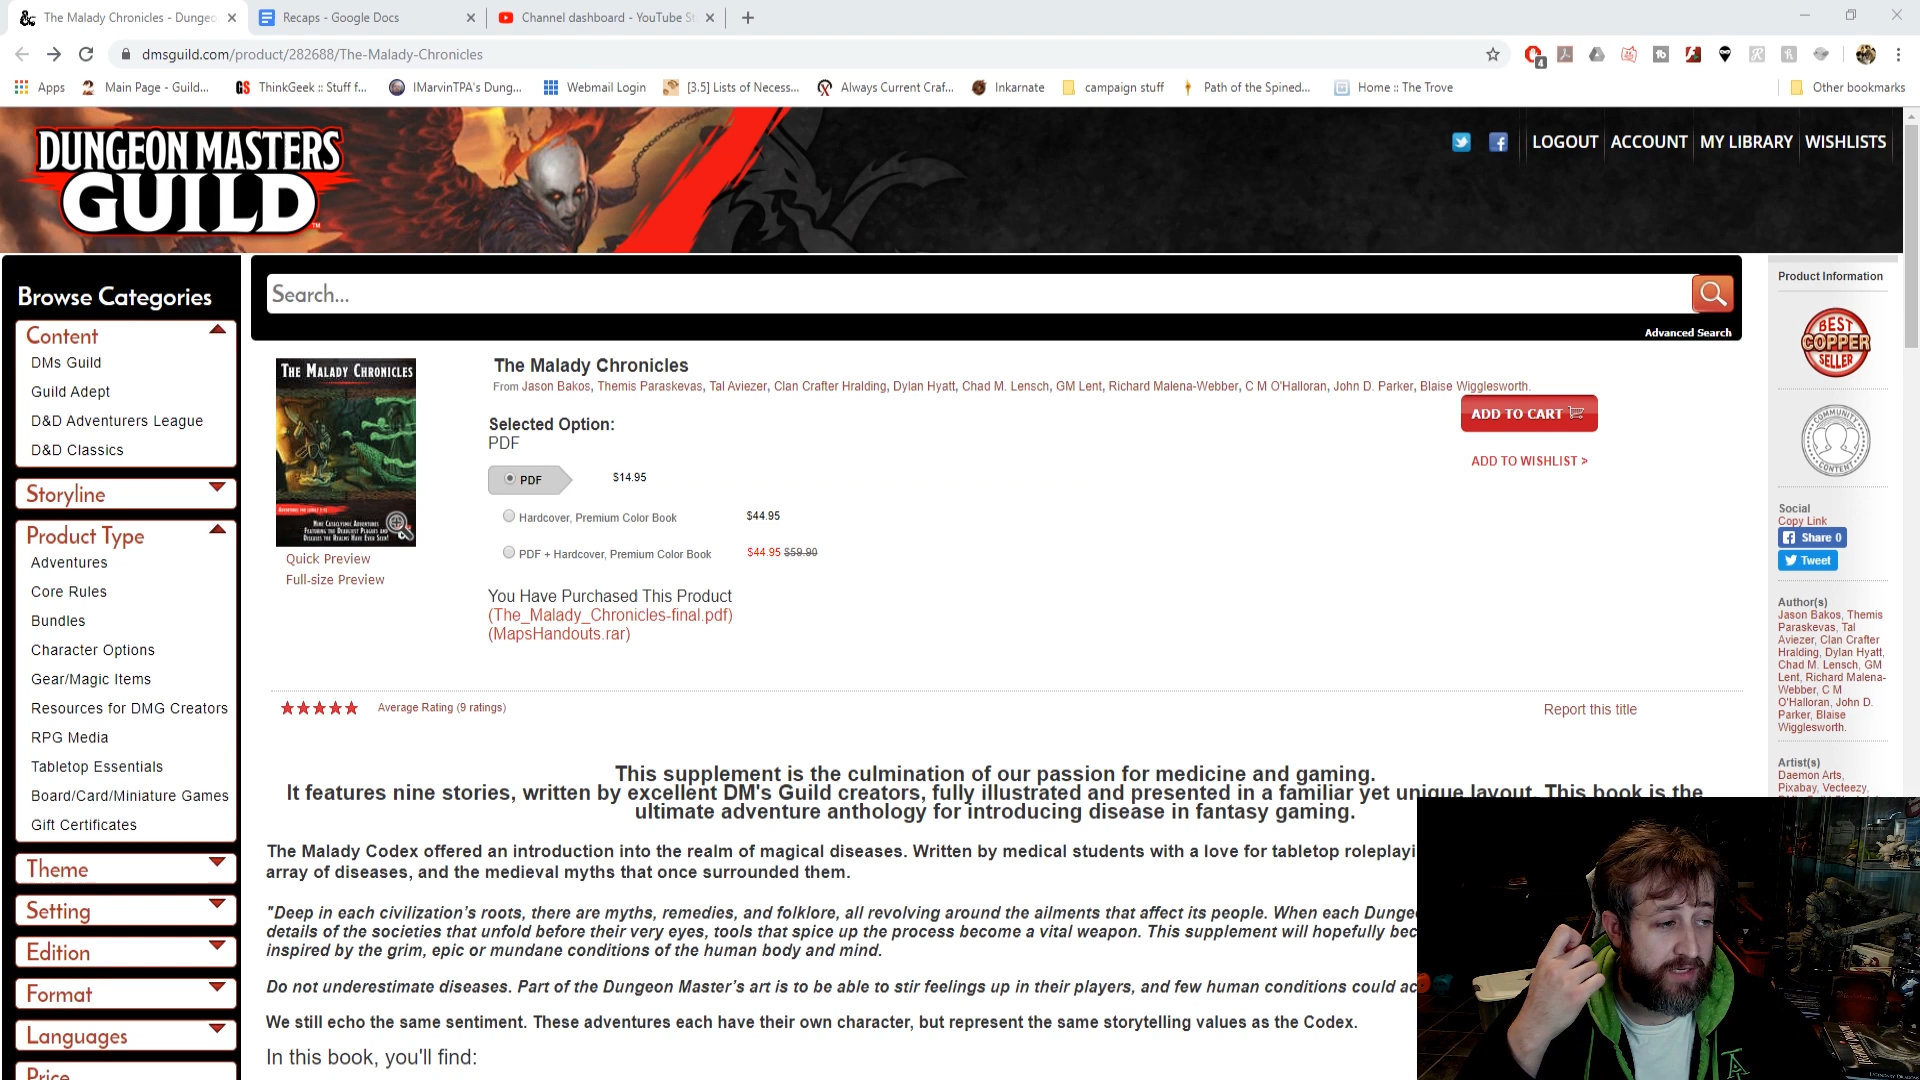 The Malady Chronicles - Dungeo
Recaps - Google Docs
Channel dashboard - YouTube St
dmsguild.com/product/282688/The-Malady-Chronicles
4
Apps
Main Page - Guild...
GS
ThinkGeek :: Stuff f...
IMarvinTPA's Dung...
Webmail Login
[3.5] Lists of Necess...
Always Current Craf...
Inkarnate
campaign stuff
Path of the Spined...
Home :: The Trove
Other bookmarks
DUNGEON MASTERS
GUILD
LOGOUT
ACCOUNT
MY LIBRARY
WISHLISTS
Browse Categories
Content
DMs Guild
Guild Adept
D&D Adventurers League
D&D Classics
Storyline
Product Type
Adventures
Core Rules
Bundles
Character Options
Gear/Magic Items
Resources for DMG Creators
RPG Media
Tabletop Essentials
Board/Card/Miniature Games
Gift Certificates
Theme
Setting
Edition
Format
Languages
Price
Search...
Advanced Search
THE MALADY CHRONICLES
NINE CATACLYSMIC ADVENTURES
FEATURING THE DEADLIEST PLAGUES AND
DISEASES THE REALMS HAVE EVER SEEN!
Quick Preview
Full-size Preview
The Malady Chronicles
From Jason Bakos, Themis Paraskevas, Tal Aviezer, Clan Crafter Hralding, Dylan Hyatt, Chad M. Lensch, GM Lent, Richard Malena-Webber, C M O'Halloran, John D. Parker, Blaise Wigglesworth.
Selected Option:
PDF
PDF
$14.95
Hardcover, Premium Color Book
$44.95
PDF + Hardcover, Premium Color Book
$44.95 $59.90
ADD TO CART
ADD TO WISHLIST >
You Have Purchased This Product
(The_Malady_Chronicles-final.pdf)
(MapsHandouts.rar)
Average Rating (9 ratings)
Report this title
This supplement is the culmination of our passion for medicine and gaming.
It features nine stories, written by excellent DM's Guild creators, fully illustrated and presented in a familiar yet unique layout. This book is the
ultimate adventure anthology for introducing disease in fantasy gaming.
The Malady Codex offered an introduction into the realm of magical diseases. Written by medical students with a love for tabletop roleplayi
array of diseases, and the medieval myths that once surrounded them.
"Deep in each civilization's roots, there are myths, remedies, and folklore, all revolving around the ailments that affect its people. When each Dunge
details of the societies that unfold before their very eyes, tools that spice up the process become a vital weapon. This supplement will hopefully bec
inspired by the grim, epic or mundane conditions of the human body and mind.
Do not underestimate diseases. Part of the Dungeon Master's art is to be able to stir feelings up in their players, and few human conditions could ac
We still echo the same sentiment. These adventures each have their own character, but represent the same storytelling values as the Codex.
In this book, you'll find:
Product Information
BEST
COPPER
SELLER
COMMUNITY
CONTENT
Social
Copy Link
Share 0
Tweet
Author(s)
Jason Bakos, Themis
Paraskevas, Tal
Aviezer, Clan Crafter
Hralding, Dylan Hyatt,
Chad M. Lensch, GM
Lent, Richard Malena-
Webber, C M
O'Halloran, John D.
Parker, Blaise
Wigglesworth.
Artist(s)
Daemon Arts,
Pixabay, Vecteezy,